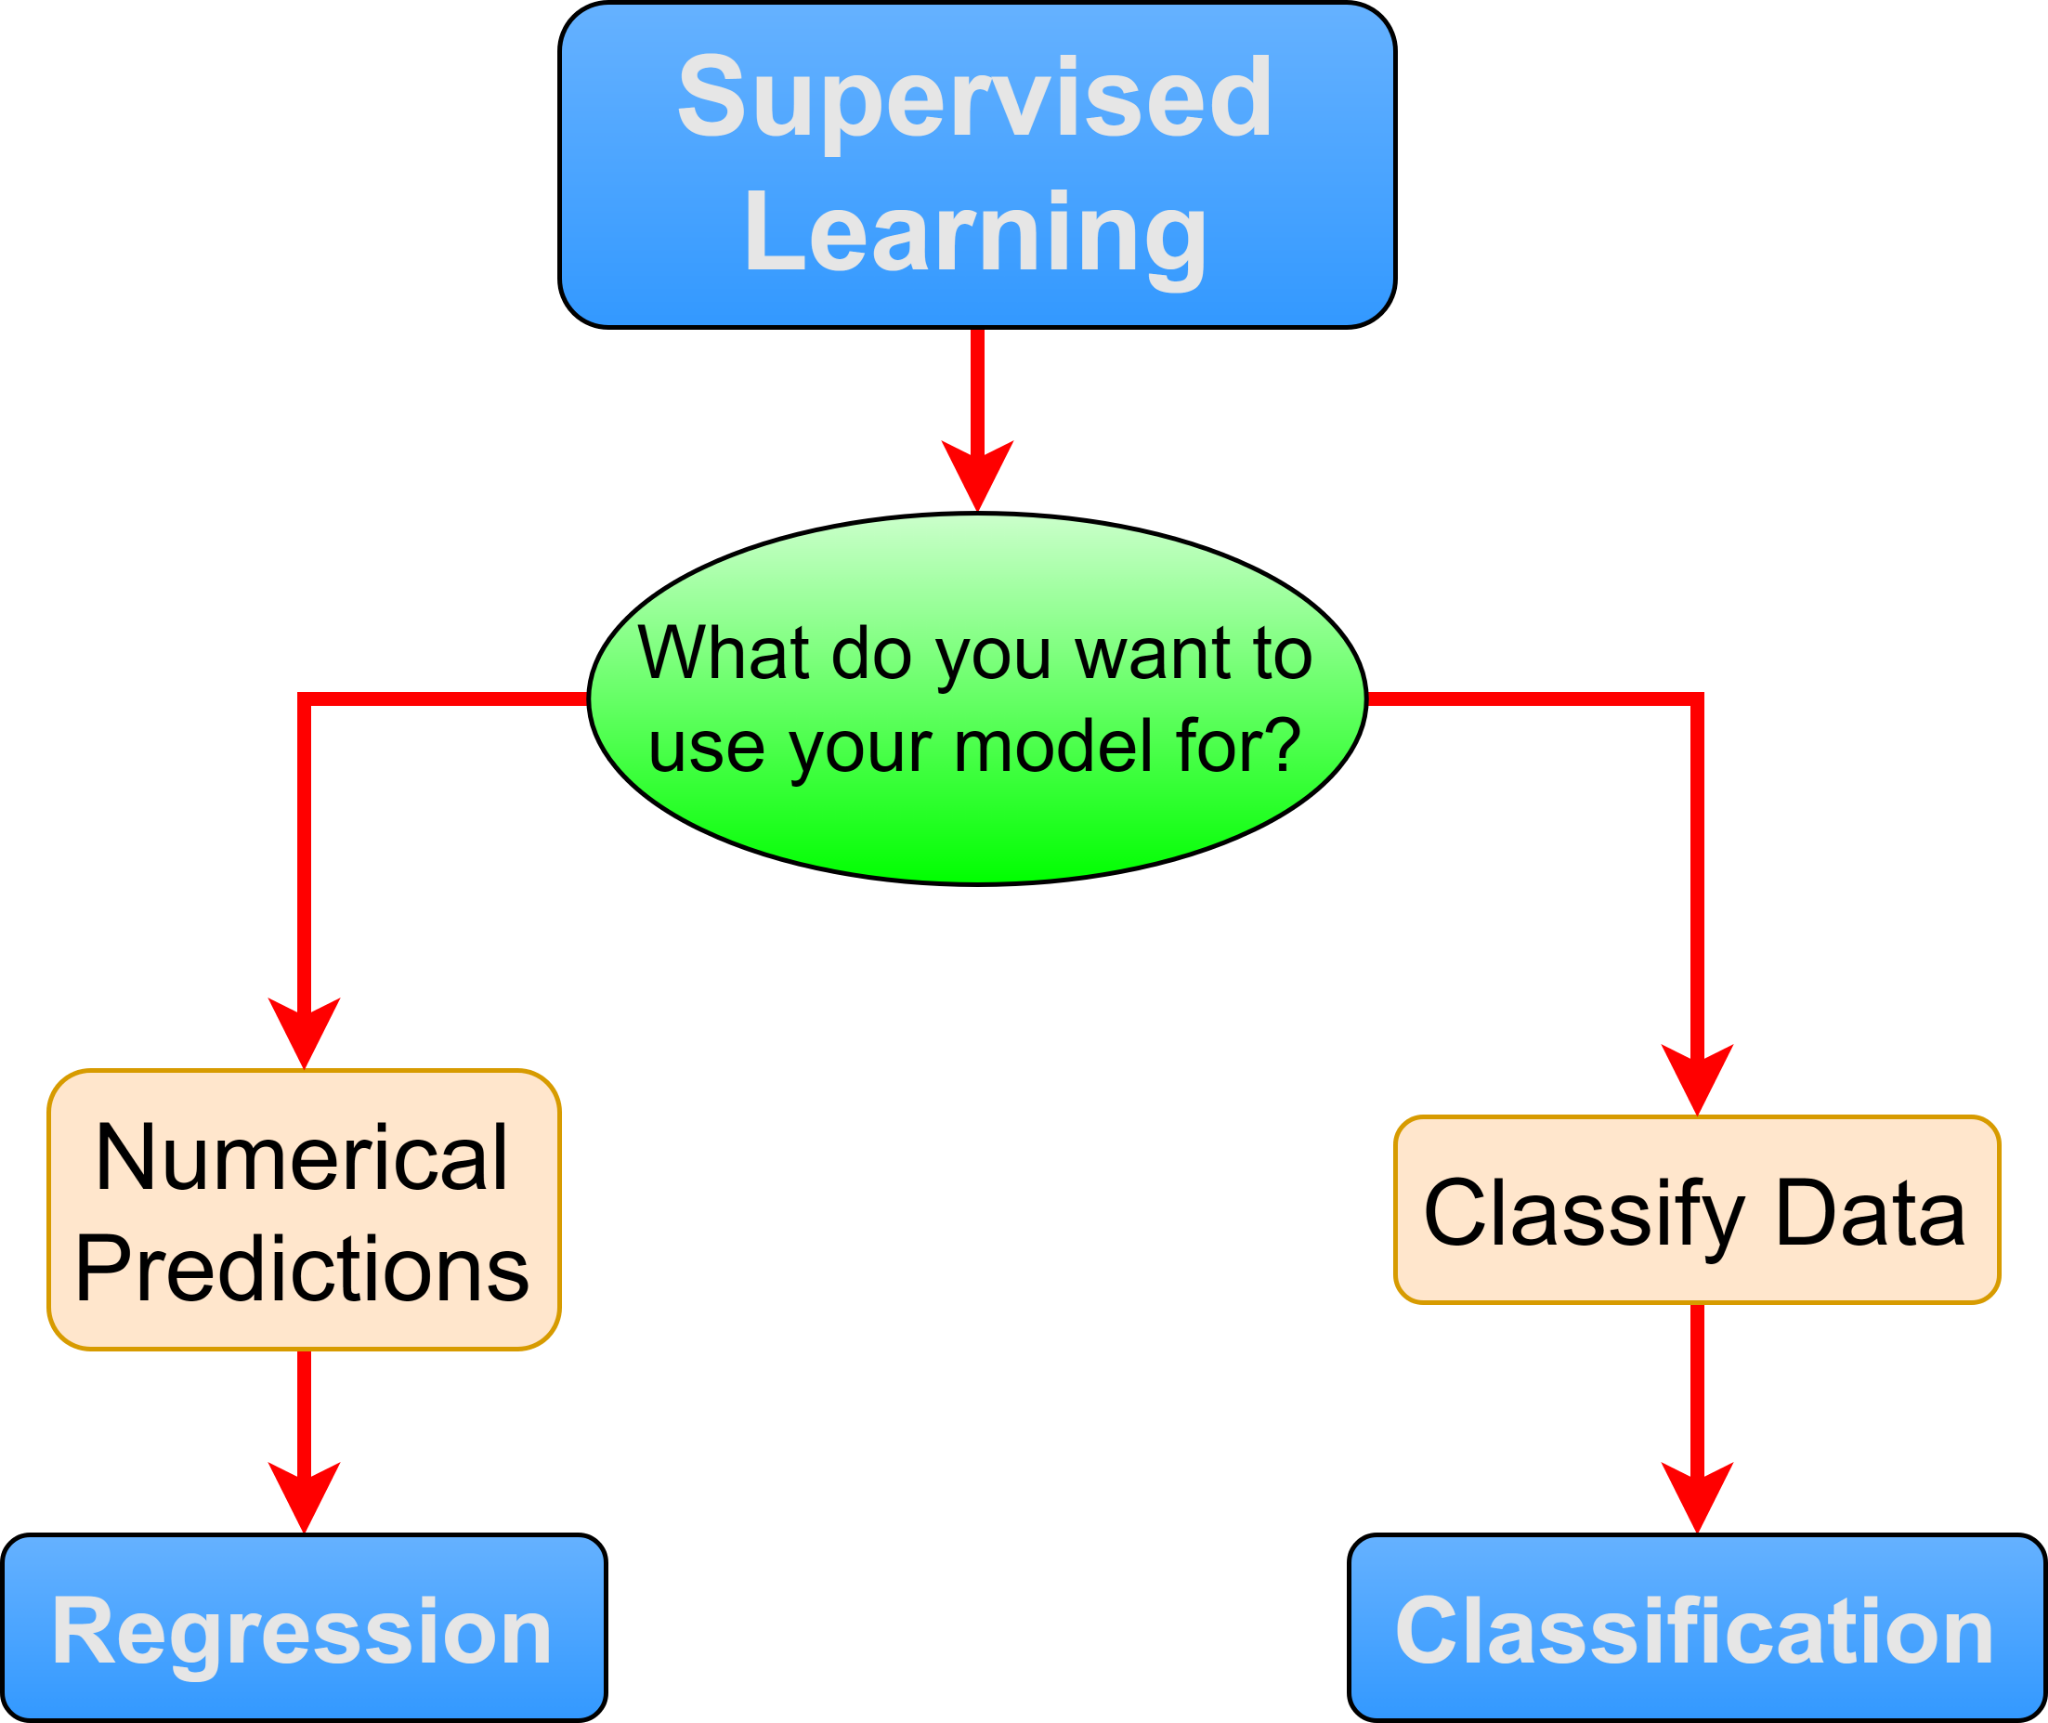 Supervised
Learning
What do you want to
use your model for?
Numerical
Predictions
Classify Data
Regression
Classification